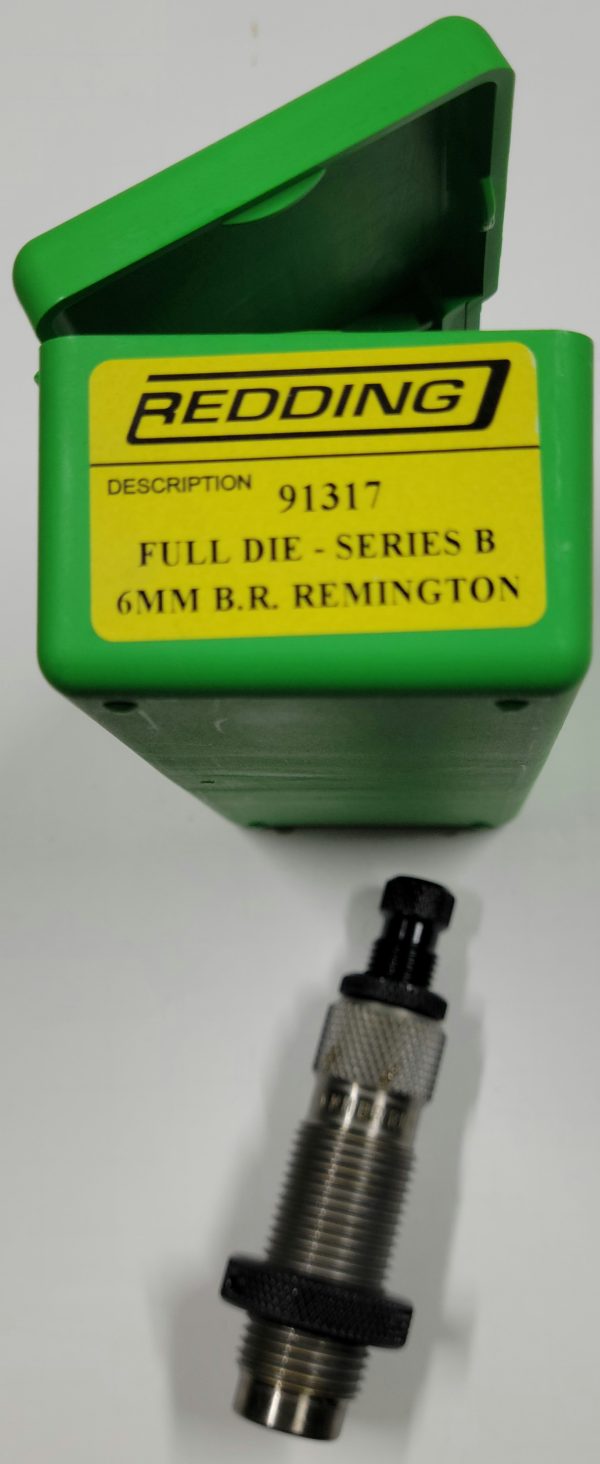 REDDING
DESCRIPTION 91317
FULL DIE - SERIES B
6MM B.R. REMINGTON